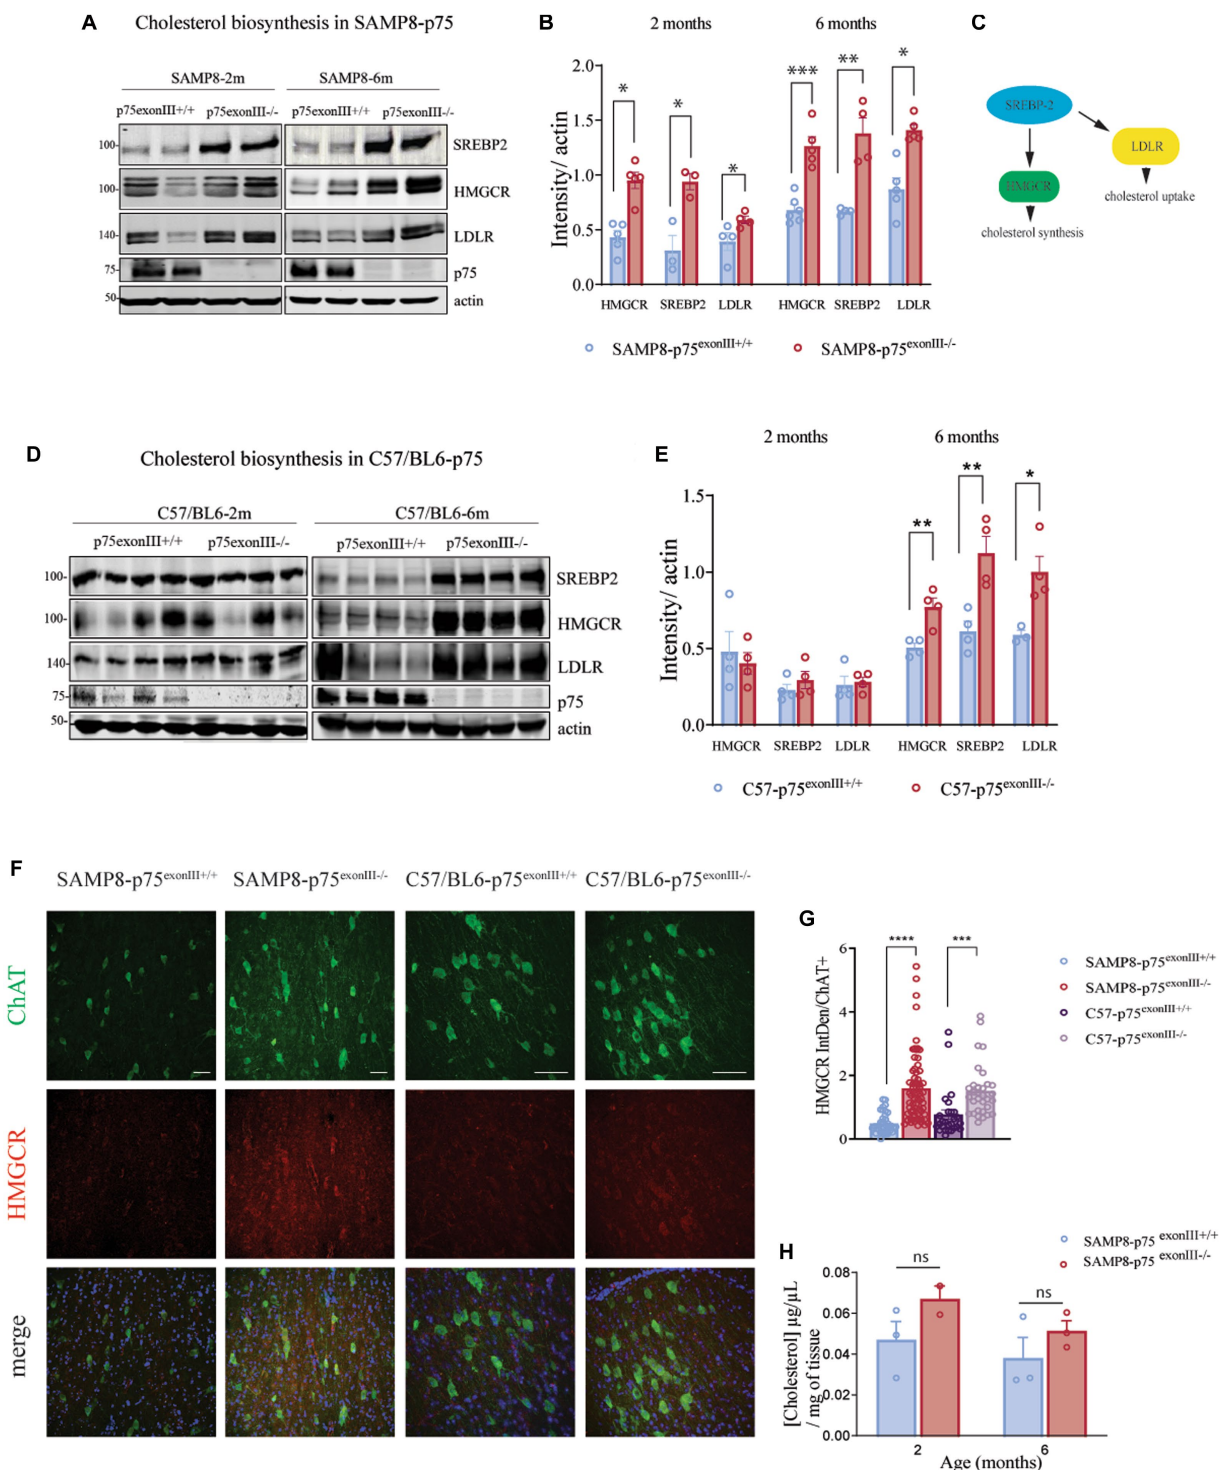 A
Cholesterol biosynthesis in SAMP8-p75
SAMP8-2m
SAMP8-6m
p75exonIII+/+
p75exonIII-/-
p75exonIII+/+
p75exonIII-/-
100-
SREBP2
100-
HMGCR
140-
LDLR
75-
p75
50-
actin
B
2 months
6 months
Intensity/ actin
2.0
1.5
1.0
0.5
0.0
*
*
*
***
**
*
HMGCR
SREBP2
LDLR
HMGCR
SREBP2
LDLR
SAMP8-p75exonIII+/+
SAMP8-p75exonIII-/-
C
SREBP-2
LDLR
HMGCR
cholesterol uptake
cholesterol synthesis
D
Cholesterol biosynthesis in C57/BL6-p75
C57/BL6-2m
C57/BL6-6m
p75exonIII+/+
p75exonIII-/-
p75exonIII+/+
p75exonIII-/-
100-
SREBP2
100-
HMGCR
140-
LDLR
75-
p75
50-
actin
E
2 months
6 months
Intensity/ actin
1.5
1.0
0.5
0.0
**
**
*
HMGCR
SREBP2
LDLR
HMGCR
SREBP2
LDLR
C57-p75exonIII+/+
C57-p75exonIII-/-
F
SAMP8-p75exonIII+/+
SAMP8-p75exonIII-/-
C57/BL6-p75exonIII+/+
C57/BL6-p75exonIII-/-
ChAT
HMGCR
merge
G
HMGCR IntDen/ChAT+
6
4
2
0
****
***
SAMP8-p75exonIII+/+
SAMP8-p75exonIII-/-
C57-p75exonIII+/+
C57-p75exonIII-/-
H
SAMP8-p75 exonIII+/+
SAMP8-p75 exonIII-/-
[Cholesterol] µg/µL
/ mg of tissue
0.08
0.06
0.04
0.02
0.00
ns
ns
2
6
Age (months)